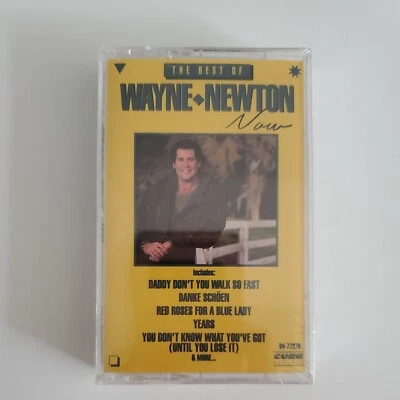 THE BEST OF
WAYNE NEWTON
Now
Includes:
DADDY DON'T YOU WALK SO FAST
DANKE SCHÖEN
RED ROSES FOR A BLUE LADY
YEARS
YOU DON'T KNOW WHAT YOU'VE GOT
(UNTIL YOU LOSE IT)
& MORE...
CURB